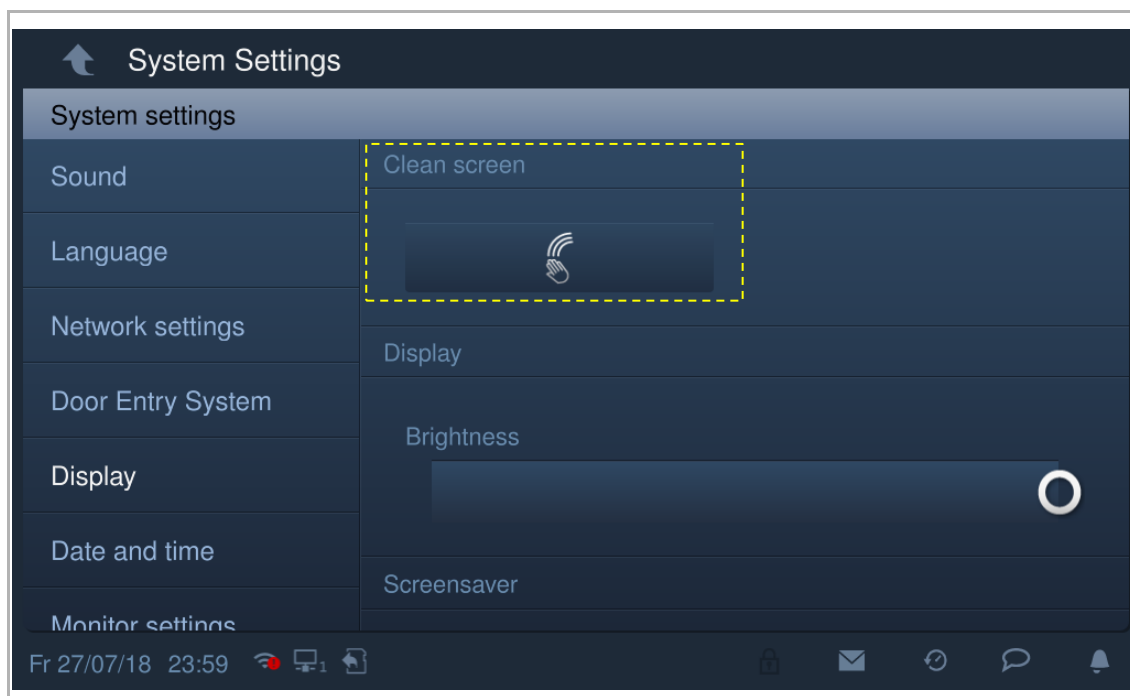 System Settings
System settings
Sound
Language
Network settings
Door Entry System
Display
Date and time
Monitor settings
Clean screen
Display
Brightness
Screensaver
Fr 27/07/18 23:59 1